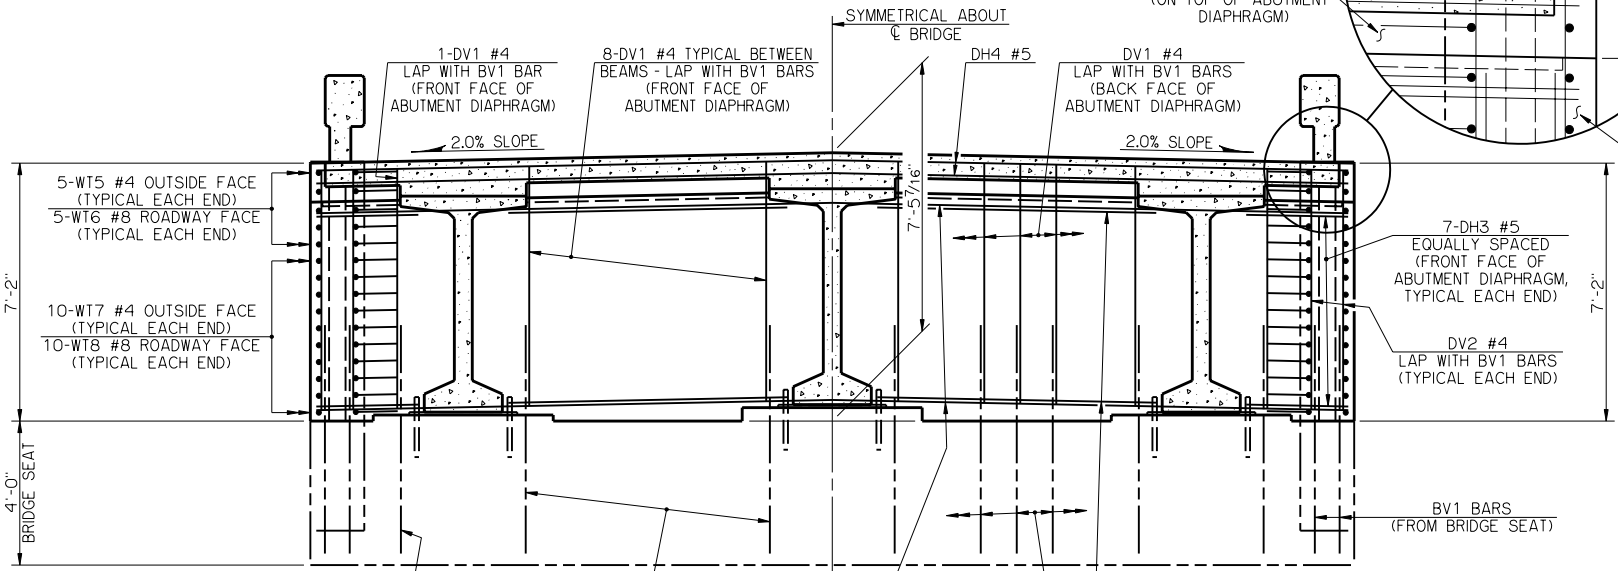 (ON TOP OF ABUTMENT
DIAPHRAGM)
SYMMETRICAL ABOUT
℄ BRIDGE
1-DV1 #4
LAP WITH BV1 BAR
(FRONT FACE OF
ABUTMENT DIAPHRAGM)
8-DV1 #4 TYPICAL BETWEEN
BEAMS - LAP WITH BV1 BARS
(FRONT FACE OF
ABUTMENT DIAPHRAGM)
DH4 #5
DV1 #4
LAP WITH BV1 BARS
(BACK FACE OF
ABUTMENT DIAPHRAGM)
2.0% SLOPE
2.0% SLOPE
5-WT5 #4 OUTSIDE FACE
(TYPICAL EACH END)
5-WT6 #8 ROADWAY FACE
(TYPICAL EACH END)
7'-5 7/16"
7-DH3 #5
EQUALLY SPACED
(FRONT FACE OF
ABUTMENT DIAPHRAGM,
TYPICAL EACH END)
7'-2"
7'-2"
10-WT7 #4 OUTSIDE FACE
(TYPICAL EACH END)
10-WT8 #8 ROADWAY FACE
(TYPICAL EACH END)
DV2 #4
LAP WITH BV1 BARS
(TYPICAL EACH END)
4'-0"
BRIDGE SEAT
BV1 BARS
(FROM BRIDGE SEAT)